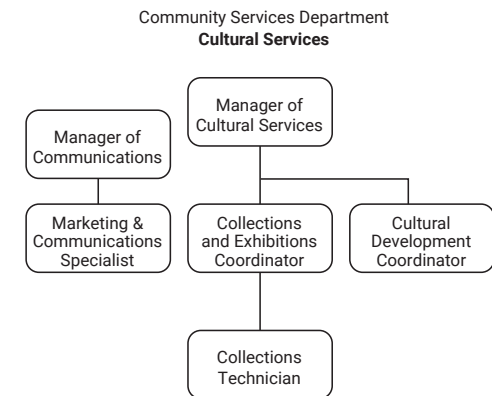 Community Services Department
Cultural Services
Manager of
Cultural Services
Manager of
Communications
Marketing &
Communications
Specialist
Collections
and Exhibitions
Coordinator
Cultural
Development
Coordinator
Collections
Technician